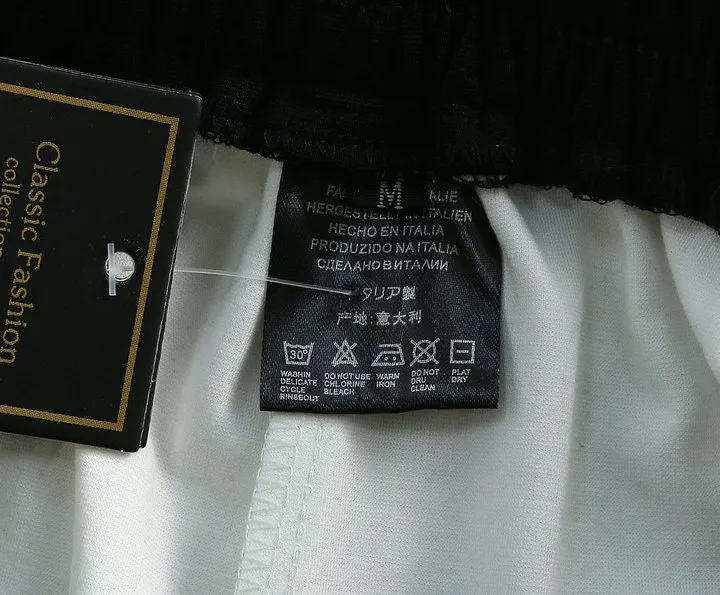 Classic Fashion
collection
M
HERGESTELLT IN ITALIEN
HECHO EN ITALIA
PRODUZIDO NA ITALIA
СДЕЛАНО В ИТАЛИИ
タリア製
产地:意大利
30°
WASHIN
DELICATE
CYCLE
RINSEOUT
DO NOT USE
CHLORINE
BLEACH
WARM
IRON
DO NOT
DRU
CLEAN
PLAT
DRY